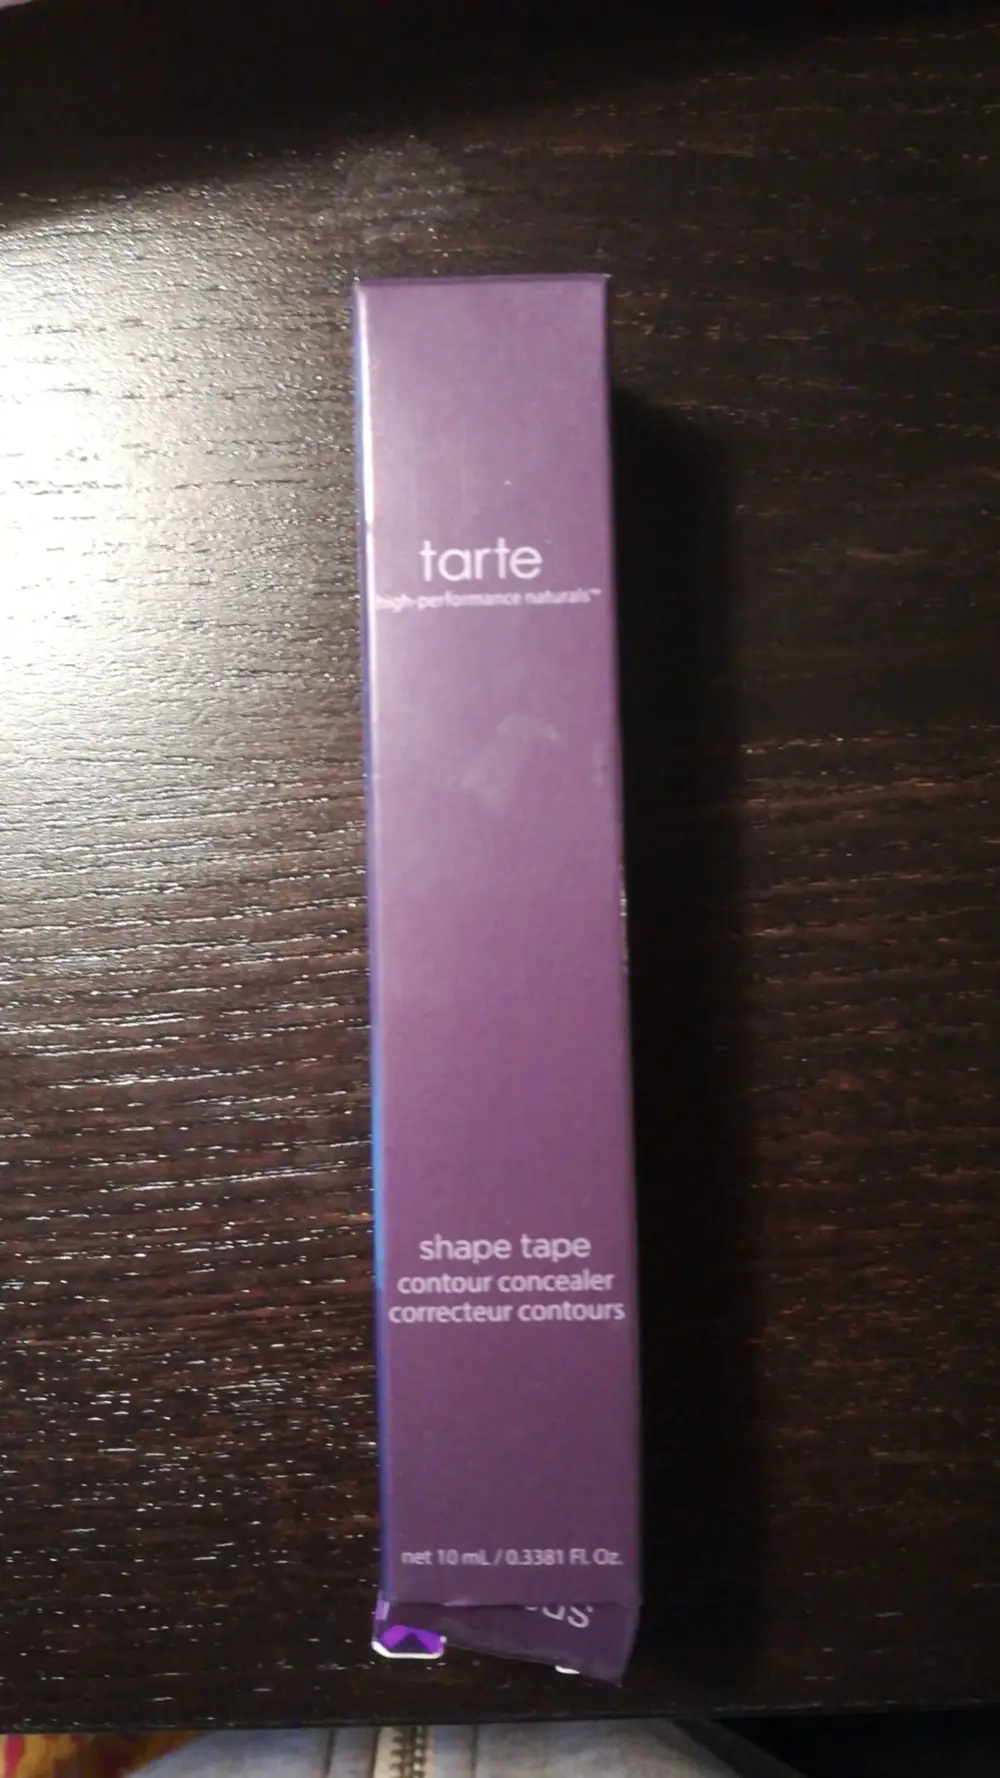 tarte
high-performance naturals™
shape tape
contour concealer
correcteur contours
net 10 mL / 0.3381 Fl. Oz.